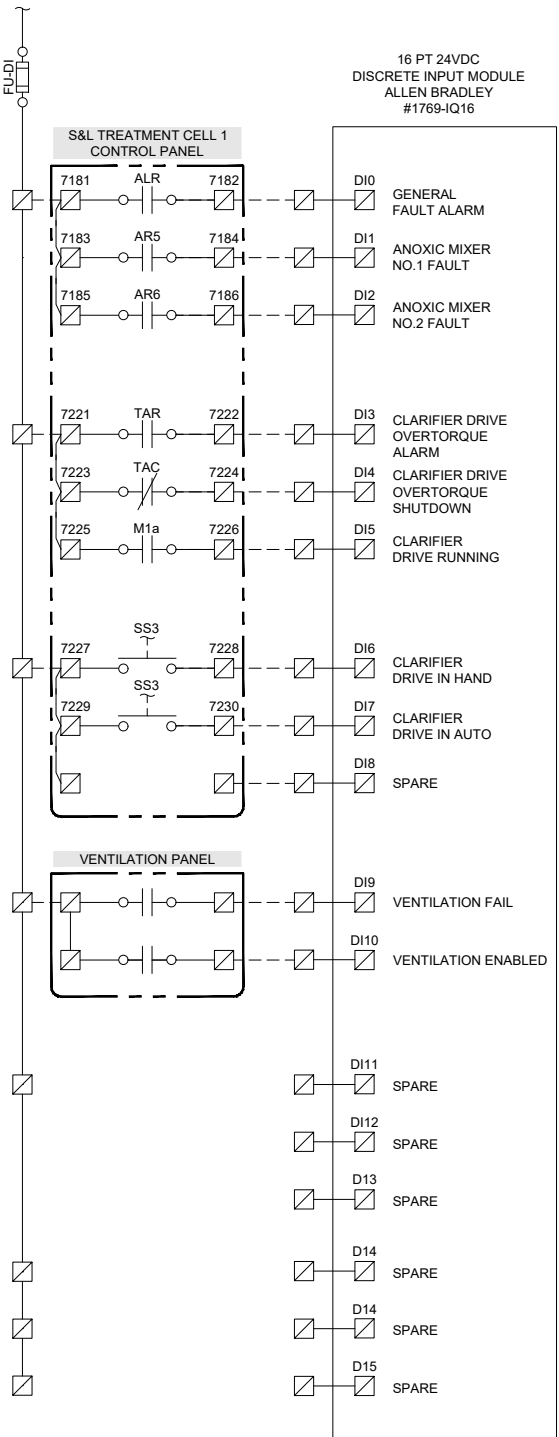 FU-DI
16 PT 24VDC
DISCRETE INPUT MODULE
ALLEN BRADLEY
#1769-IQ16
S&L TREATMENT CELL 1
CONTROL PANEL
7181 ALR 7182 DI0 GENERAL
FAULT ALARM
7183 AR5 7184 DI1 ANOXIC MIXER
NO.1 FAULT
7185 AR6 7186 DI2 ANOXIC MIXER
NO.2 FAULT
7221 TAR 7222 DI3 CLARIFIER DRIVE
OVERTORQUE
ALARM
7223 TAC 7224 DI4 CLARIFIER DRIVE
OVERTORQUE
SHUTDOWN
7225 M1a 7226 DI5 CLARIFIER
DRIVE RUNNING
7227 SS3 7228 DI6 CLARIFIER
DRIVE IN HAND
7229 SS3 7230 DI7 CLARIFIER
DRIVE IN AUTO
DI8 SPARE
VENTILATION PANEL
DI9 VENTILATION FAIL
DI10 VENTILATION ENABLED
DI11 SPARE
DI12 SPARE
D13 SPARE
D14 SPARE
D14 SPARE
D15 SPARE